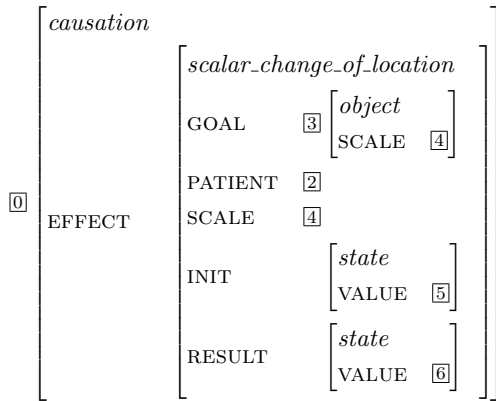 causation
scalar_change_of_location
GOAL 3 object
SCALE 4
PATIENT 2
0 EFFECT SCALE 4
INIT state
VALUE 5
RESULT state
VALUE 6